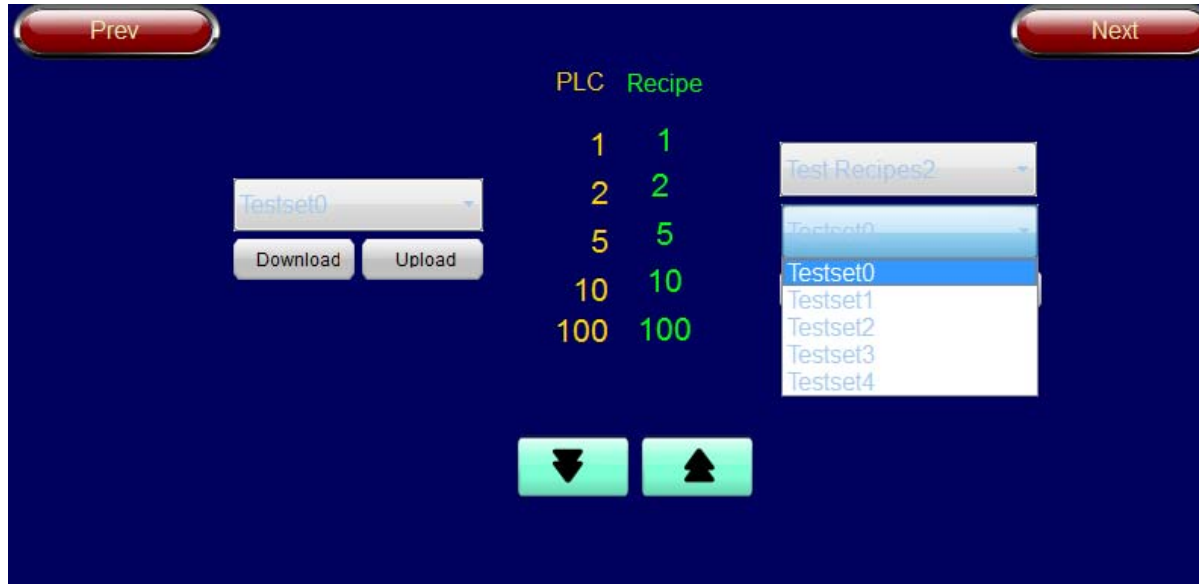 Prev
Next
PLC Recipe
1 1
2 2
5 5
10 10
100 100
Testset0
Download Upload
Test Recipes2
Testset0
Testset0
Testset1
Testset2
Testset3
Testset4